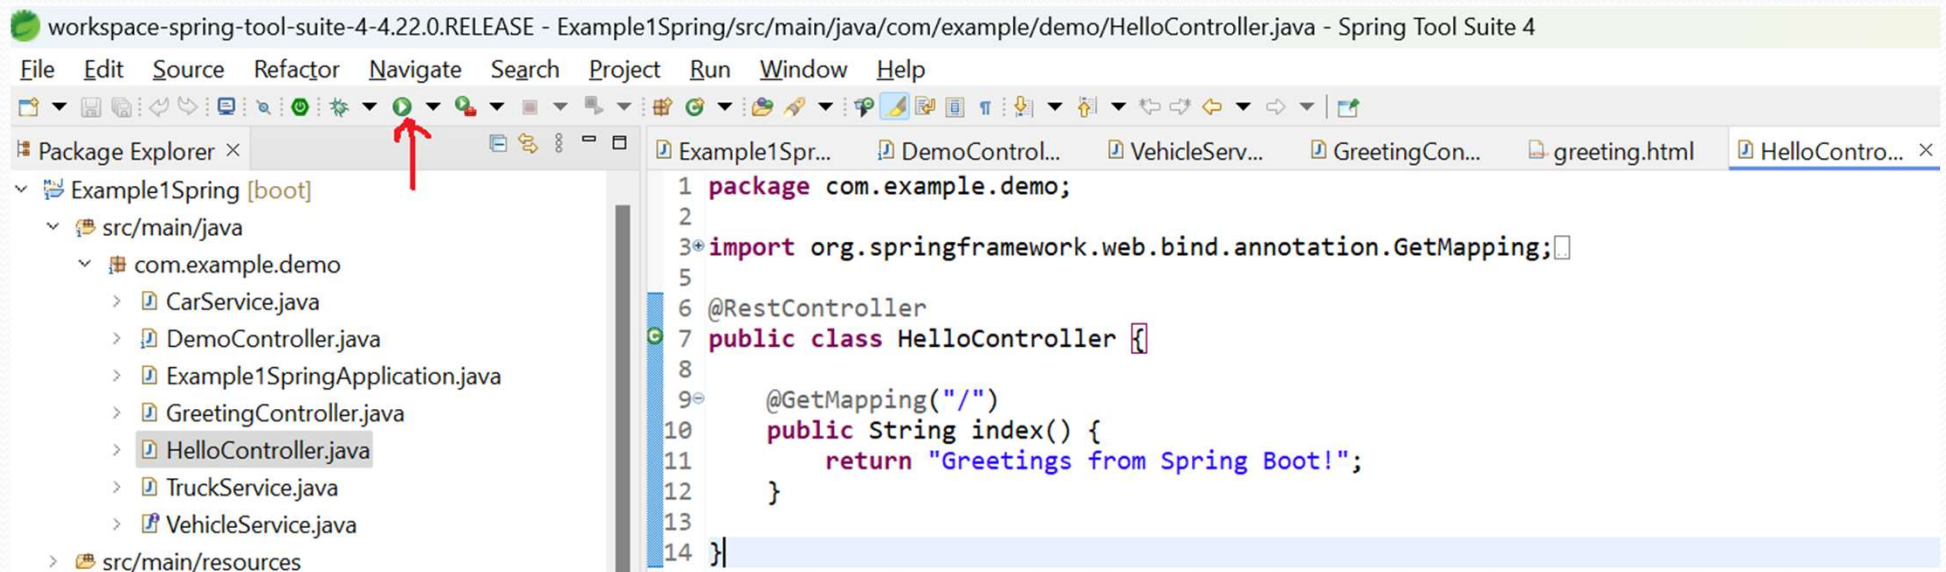 workspace-spring-tool-suite-4-4.22.0.RELEASE - Example1Spring/src/main/java/com/example/demo/HelloController.java - Spring Tool Suite 4
File Edit Source Refactor Navigate Search Project Run Window Help
Package Explorer
Example1Spring [boot]
src/main/java
com.example.demo
CarService.java
DemoController.java
Example1SpringApplication.java
GreetingController.java
HelloController.java
TruckService.java
VehicleService.java
src/main/resources
Example1Spr... DemoControl... VehicleServ... GreetingCon... greeting.html HelloContro...
1 package com.example.demo;
2
3 import org.springframework.web.bind.annotation.GetMapping;
5
6 @RestController
7 public class HelloController {
8
9 @GetMapping("/")
10 public String index() {
11 return "Greetings from Spring Boot!";
12 }
13
14 }